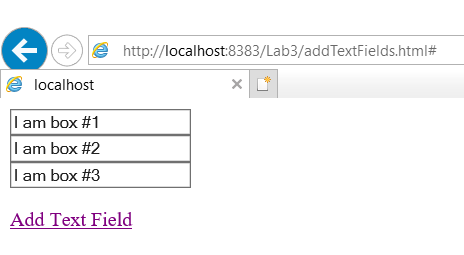 http://localhost:8383/Lab3/addTextFields.html#
localhost
I am box #1
I am box #2
I am box #3
Add Text Field